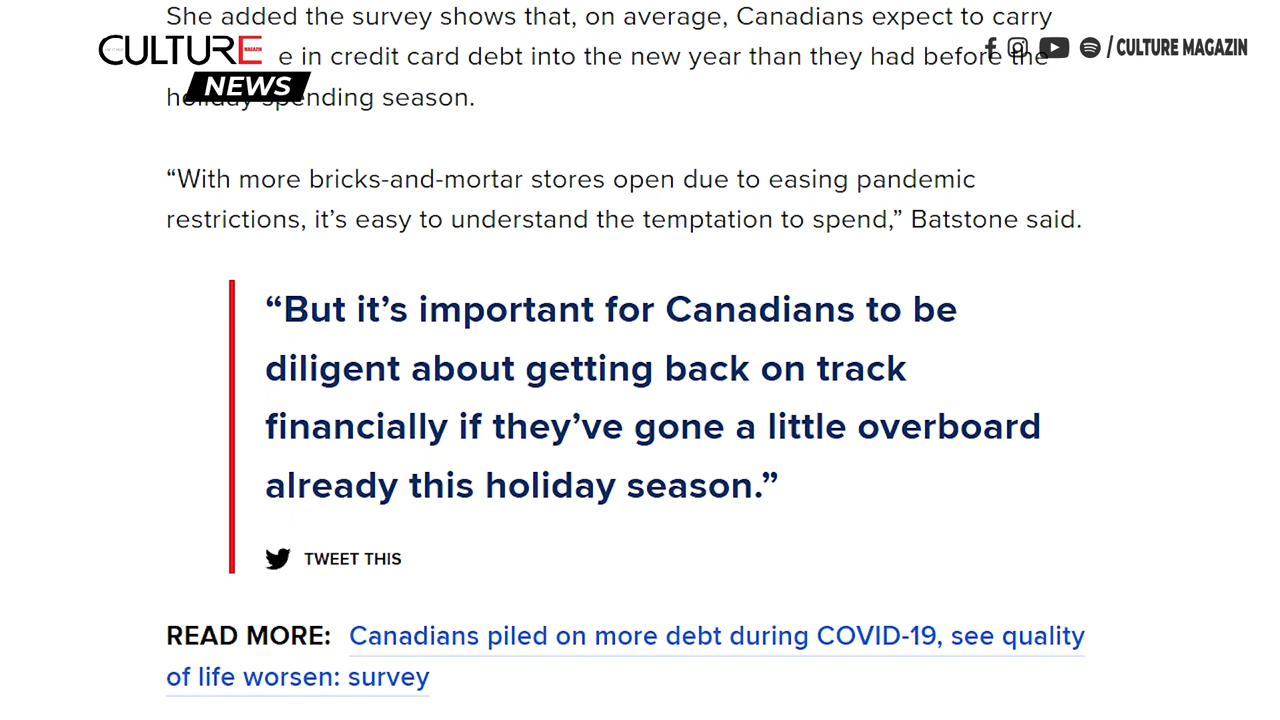 She added the survey shows that, on average, Canadians expect to carry
CULTURE
MAGAZIN
e in credit card debt into the new year than they had before the
/ CULTURE MAGAZIN
NEWS
holiday spending season.
“With more bricks-and-mortar stores open due to easing pandemic
restrictions, it’s easy to understand the temptation to spend,” Batstone said.
“But it’s important for Canadians to be
diligent about getting back on track
financially if they’ve gone a little overboard
already this holiday season.”
TWEET THIS
READ MORE: Canadians piled on more debt during COVID-19, see quality
of life worsen: survey